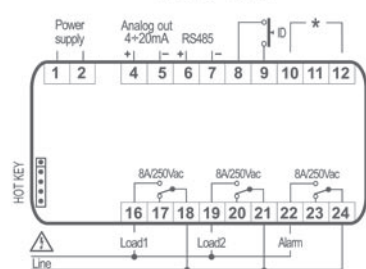 Power supply
Analog out 4÷20mA
RS485
ID
*
+ – + –
1 2 4 5 6 7 8 9 10 11 12
HOT KEY
8A/250Vac 8A/250Vac 8A/250Vac
16 17 18 19 20 21 22 23 24
Load1 Load2 Alarm
Line